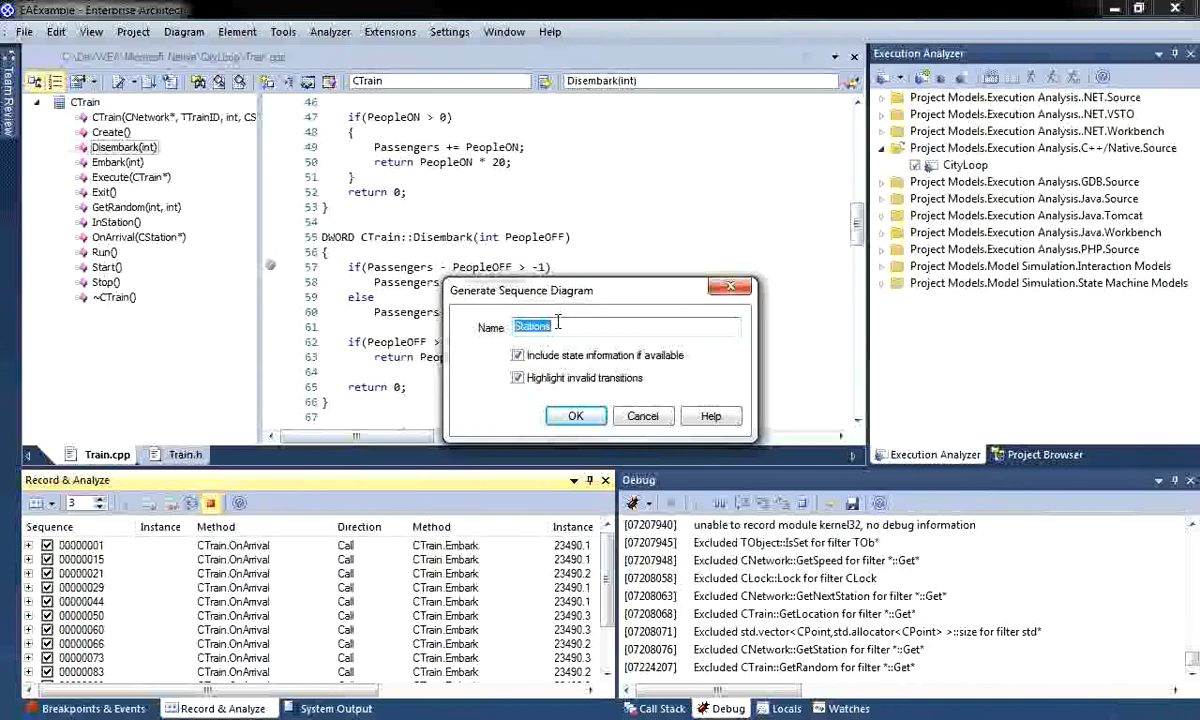 EAExample - Enterprise Architect
File Edit View Project Diagram Element Tools Analyzer Extensions Settings Window Help
Team Review
CTrain
Disembark(int)
CTrain
CTrain(CNetwork*, TTrainID, int, CS
Create()
Disembark(int)
Embark(int)
Execute(CTrain*)
Exit()
GetRandom(int, int)
InStation()
OnArrival(CStation*)
Run()
Start()
Stop()
~CTrain()
46
47 if(PeopleON > 0)
48 {
49 Passengers += PeopleON;
50 return PeopleON * 20;
51 }
52 return 0;
53 }
54
55 DWORD CTrain::Disembark(int PeopleOFF)
56 {
57 if(Passengers - PeopleOFF > -1)
58 Passengers
59 else
60 Passengers
61
62 if(PeopleOFF >
63 return Peo
64
65 return 0;
66 }
67
Train.cpp Train.h
Generate Sequence Diagram
Name Stations
Include state information if available
Highlight invalid transitions
OK Cancel Help
Execution Analyzer
Project Models.Execution Analysis..NET.Source
Project Models.Execution Analysis..NET.VSTO
Project Models.Execution Analysis..NET.Workbench
Project Models.Execution Analysis.C++/Native.Source
CityLoop
Project Models.Execution Analysis.GDB.Source
Project Models.Execution Analysis.Java.Source
Project Models.Execution Analysis.Java.Tomcat
Project Models.Execution Analysis.Java.Workbench
Project Models.Execution Analysis.PHP.Source
Project Models.Model Simulation.Interaction Models
Project Models.Model Simulation.State Machine Models
Execution Analyzer Project Browser
Record & Analyze
3
Sequence Instance Method Direction Method Instance
00000001 CTrain.OnArrival Call CTrain.Embark 23490.1
00000015 CTrain.OnArrival Call CTrain.Embark 23490.1
00000021 CTrain.OnArrival Call CTrain.Embark 23490.2
00000029 CTrain.OnArrival Call CTrain.Embark 23490.1
00000044 CTrain.OnArrival Call CTrain.Embark 23490.1
00000050 CTrain.OnArrival Call CTrain.Embark 23490.3
00000060 CTrain.OnArrival Call CTrain.Embark 23490.3
00000066 CTrain.OnArrival Call CTrain.Embark 23490.2
00000073 CTrain.OnArrival Call CTrain.Embark 23490.3
00000083 CTrain.OnArrival Call CTrain.Embark 23490.2
Breakpoints & Events Record & Analyze System Output
Debug
[07207940] unable to record module kernel32, no debug information
[07207945] Excluded TObject::IsSet for filter TOb*
[07207948] Excluded CNetwork::GetSpeed for filter *::Get*
[07208058] Excluded CLock::Lock for filter CLock
[07208063] Excluded CNetwork::GetNextStation for filter *::Get*
[07208068] Excluded CTrain::GetLocation for filter *::Get*
[07208071] Excluded std.vector<CPoint,std.allocator<CPoint> >::size for filter std*
[07208076] Excluded CNetwork::GetStation for filter *::Get*
[07224207] Excluded CTrain::GetRandom for filter *::Get*
Call Stack Debug Locals Watches